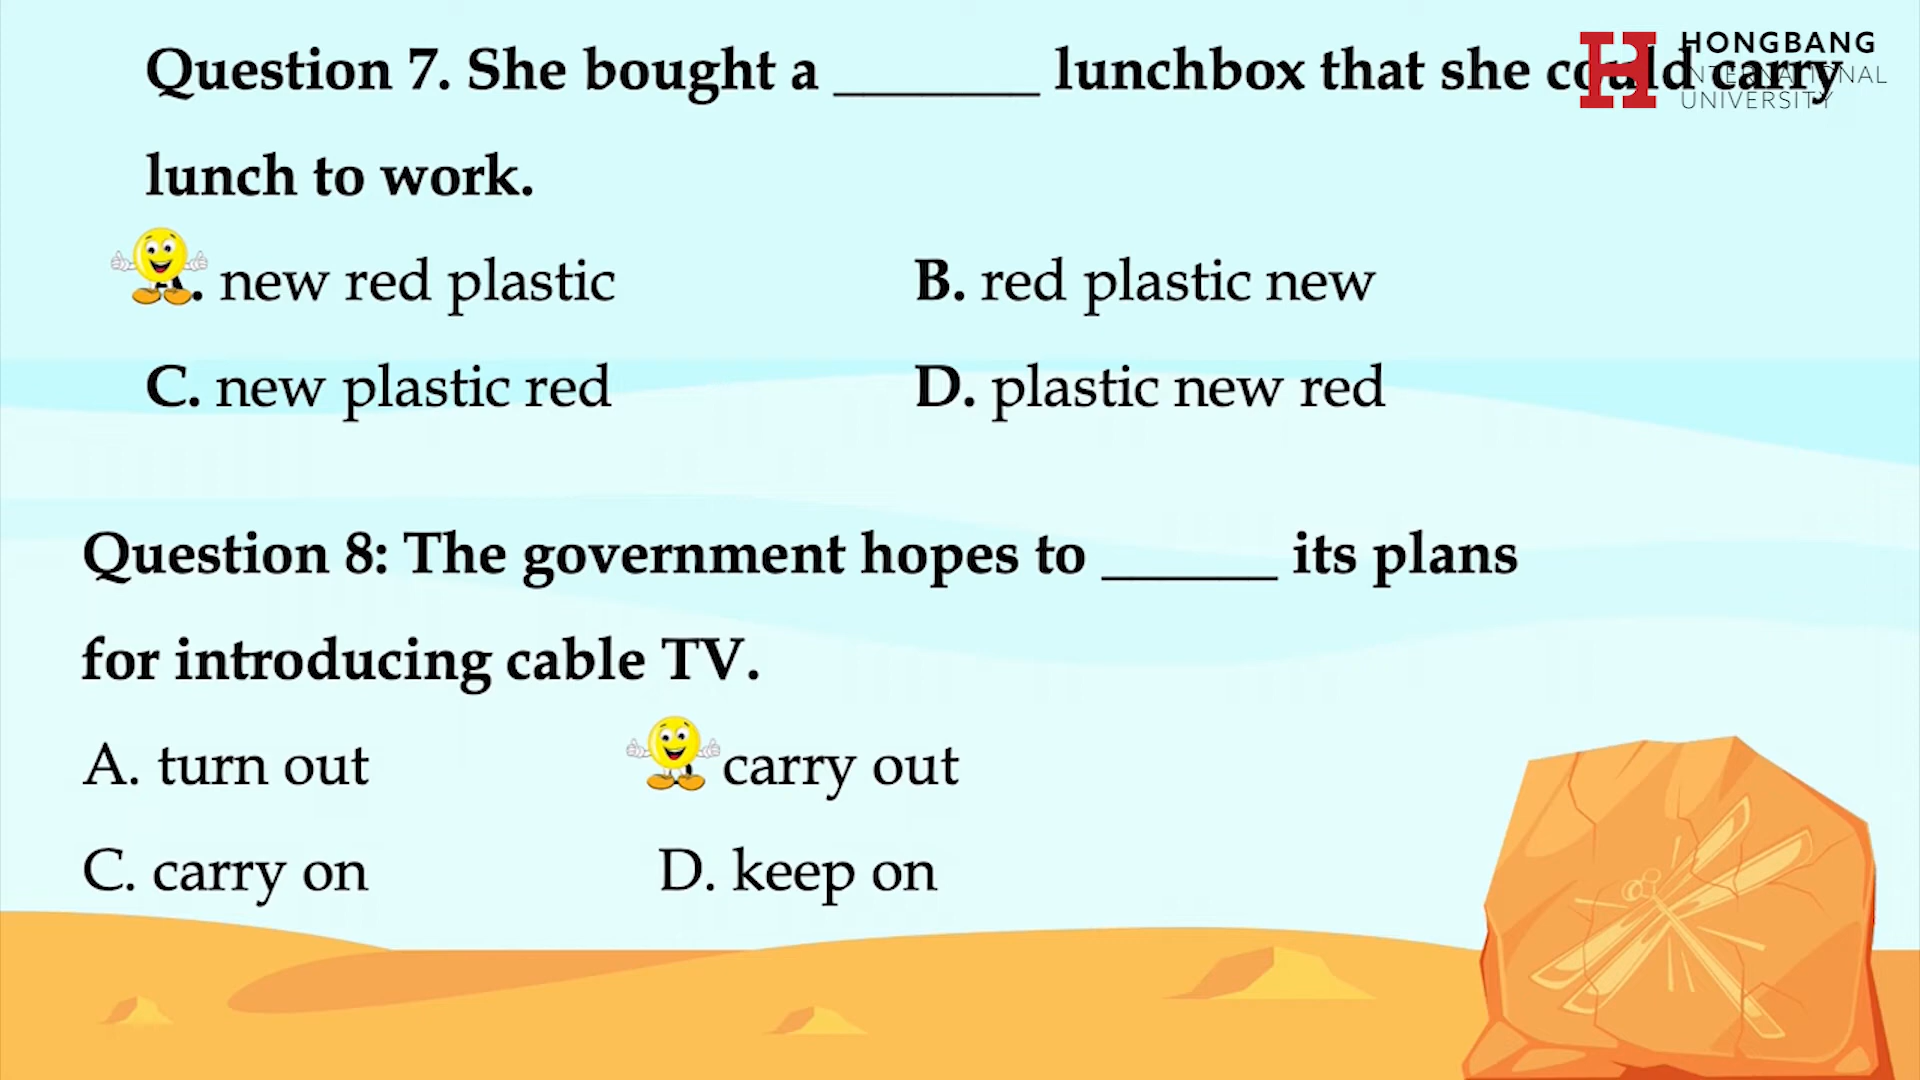 HONGBANG
INTERNATIONAL
UNIVERSITY
Question 7. She bought a _______ lunchbox that she could carry
lunch to work.
. new red plastic
B. red plastic new
C. new plastic red
D. plastic new red
Question 8: The government hopes to ______ its plans
for introducing cable TV.
A. turn out
carry out
C. carry on
D. keep on